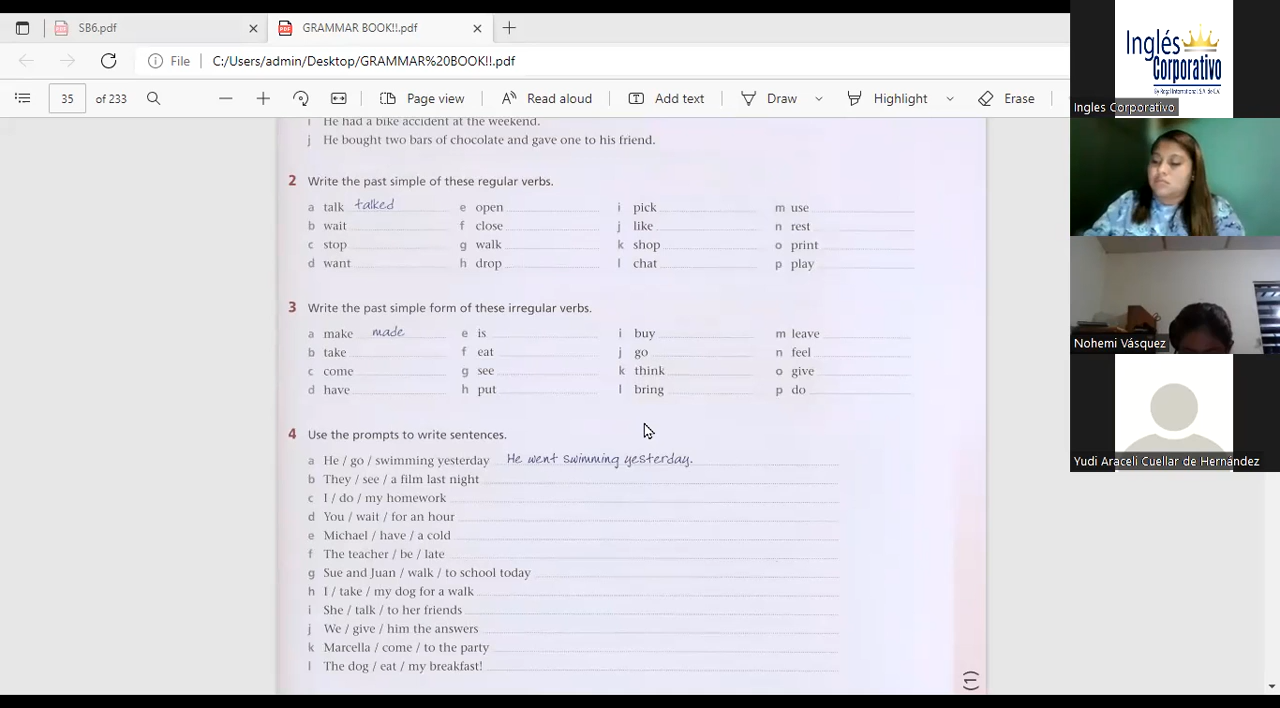 SB6.pdf GRAMMAR BOOK!!.pdf
File C:/Users/admin/Desktop/GRAMMAR%20BOOK!!.pdf
35 of 233 Page view Read aloud Add text Draw Highlight Erase
i He had a bike accident at the weekend.
j He bought two bars of chocolate and gave one to his friend.
2 Write the past simple of these regular verbs.
a talk talked e open i pick m use
b wait f close j like n rest
c stop g walk k shop o print
d want h drop l chat p play
3 Write the past simple form of these irregular verbs.
a make made e is i buy m leave
b take f eat j go n feel
c come g see k think o give
d have h put l bring p do
4 Use the prompts to write sentences.
a He / go / swimming yesterday He went swimming yesterday.
b They / see / a film last night
c I / do / my homework
d You / wait / for an hour
e Michael / have / a cold
f The teacher / be / late
g Sue and Juan / walk / to school today
h I / take / my dog for a walk
i She / talk / to her friends
j We / give / him the answers
k Marcella / come / to the party
l The dog / eat / my breakfast!
(1)
Inglés
Corporativo
Ingles Corporativo
Nohemi Vásquez
Yudi Araceli Cuellar de Hernández